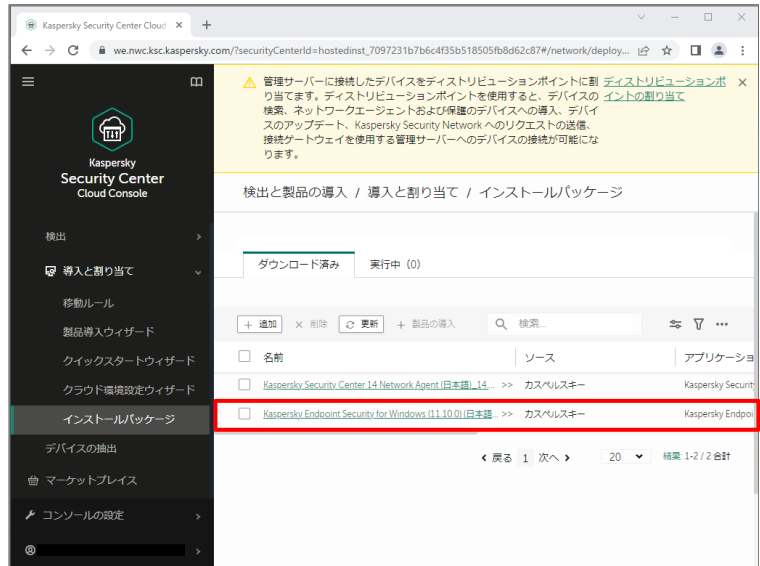 Kaspersky Security Center Cloud
we.nwc.ksc.kaspersky.com/?securityCenterId=hostedinst_7097231b7b6c4f35b518505fb8d62c87#/network/deploy...
Kaspersky
Security Center
Cloud Console
検出
導入と割り当て
移動ルール
製品導入ウィザード
クイックスタートウィザード
クラウド環境設定ウィザード
インストールパッケージ
デバイスの抽出
マーケットプレイス
コンソールの設定
管理サーバーに接続したデバイスをディストリビューションポイントに割
り当てます。ディストリビューションポイントを使用すると、デバイスの
検索、ネットワークエージェントおよび保護のデバイスへの導入、デバイ
スのアップデート、Kaspersky Security Network へのリクエストの送信、
接続ゲートウェイを使用する管理サーバーへのデバイスの接続が可能にな
ります。
ディストリビューションポ
イントの割り当て
検出と製品の導入 / 導入と割り当て / インストールパッケージ
ダウンロード済み 実行中 (0)
+ 追加 × 削除 更新 + 製品の導入 検索...
名前 ソース アプリケーショ
Kaspersky Security Center 14 Network Agent (日本語)_14... >> カスペルスキー Kaspersky Securit
Kaspersky Endpoint Security for Windows (11.10.0) (日本語... >> カスペルスキー Kaspersky Endpoi
戻る 1 次へ 20 結果: 1-2 / 2 合計